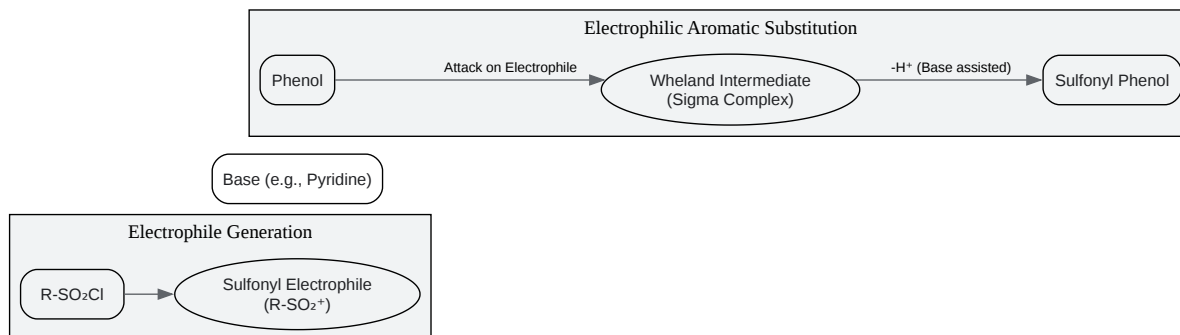 Electrophilic Aromatic Substitution
Phenol
Attack on Electrophile
Wheland Intermediate
(Sigma Complex)
-H⁺ (Base assisted)
Sulfonyl Phenol
Base (e.g., Pyridine)
Electrophile Generation
R-SO₂Cl
Sulfonyl Electrophile
(R-SO₂⁺)